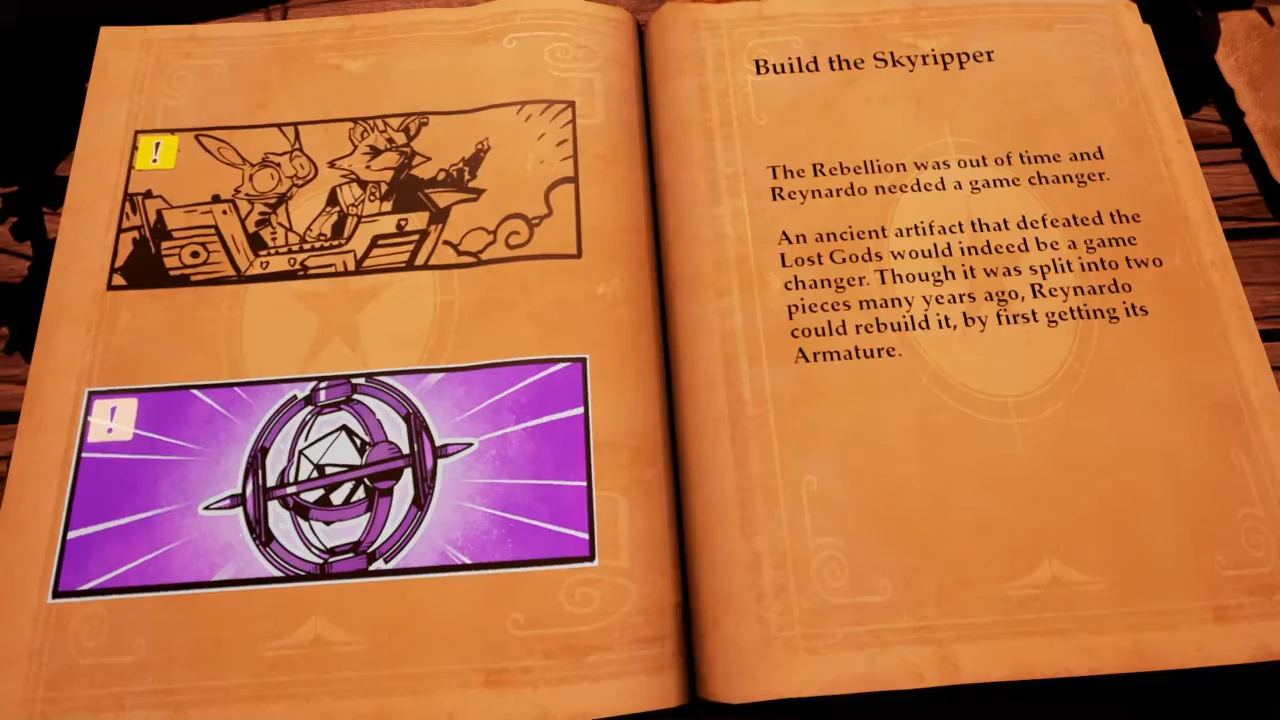 !
!
Build the Skyripper
The Rebellion was out of time and
Reynardo needed a game changer.
An ancient artifact that defeated the
Lost Gods would indeed be a game
changer. Though it was split into two
pieces many years ago, Reynardo
could rebuild it, by first getting its
Armature.